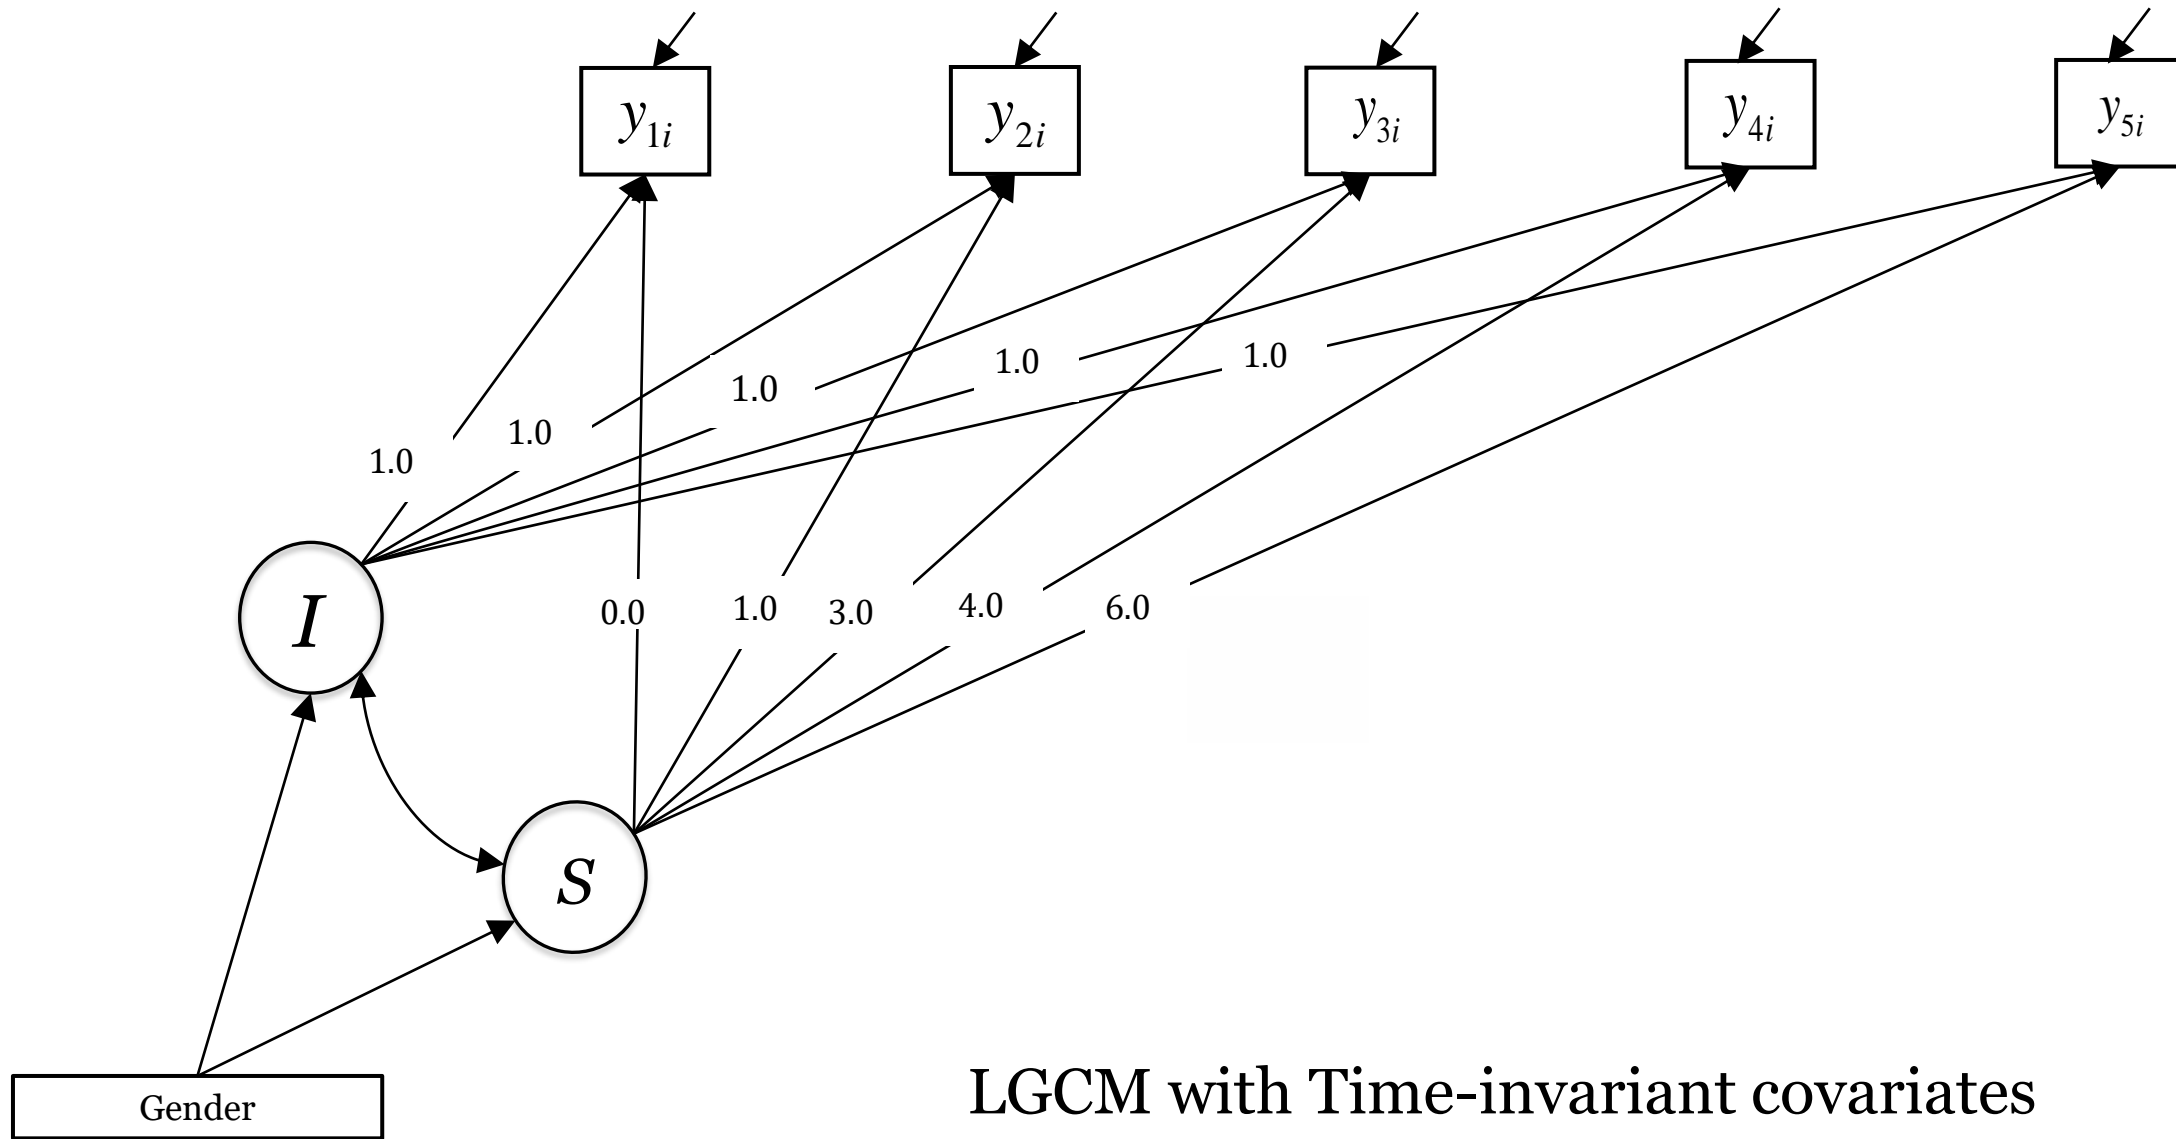 y1i y2i y3i y4i y5i
1.0 1.0 1.0 1.0 1.0
I
0.0 1.0 3.0 4.0 6.0
S
Gender
LGCM with Time-invariant covariates